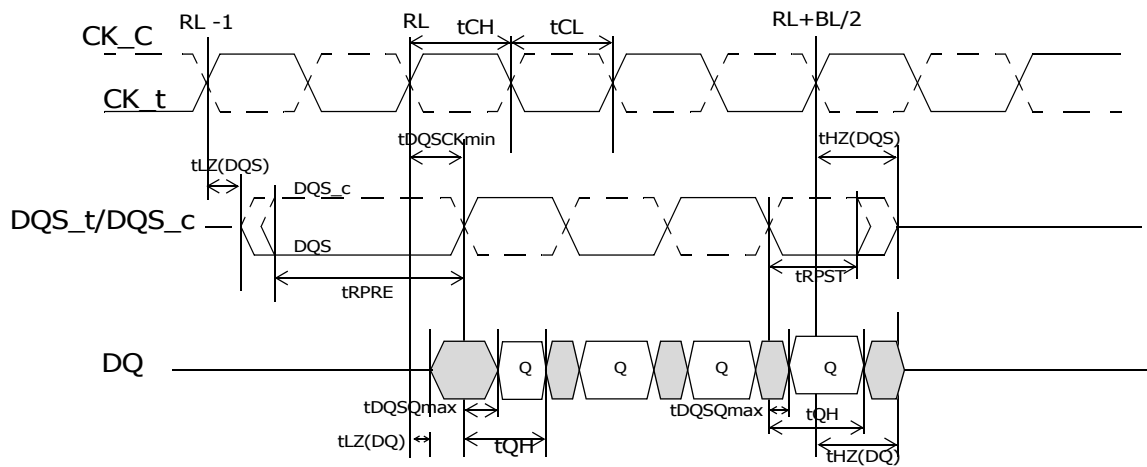 RL -1
RL
tCH
tCL
RL+BL/2
CK_C
CK_t
tDQSCKmin
tHZ(DQS)
tLZ(DQS)
DQS_c
DQS_t/DQS_c
DQS
tRPRE
tRPST
DQ
Q
Q
Q
Q
tDQSQmax
tDQSQmax
tLZ(DQ)
tQH
tQH
tHZ(DQ)